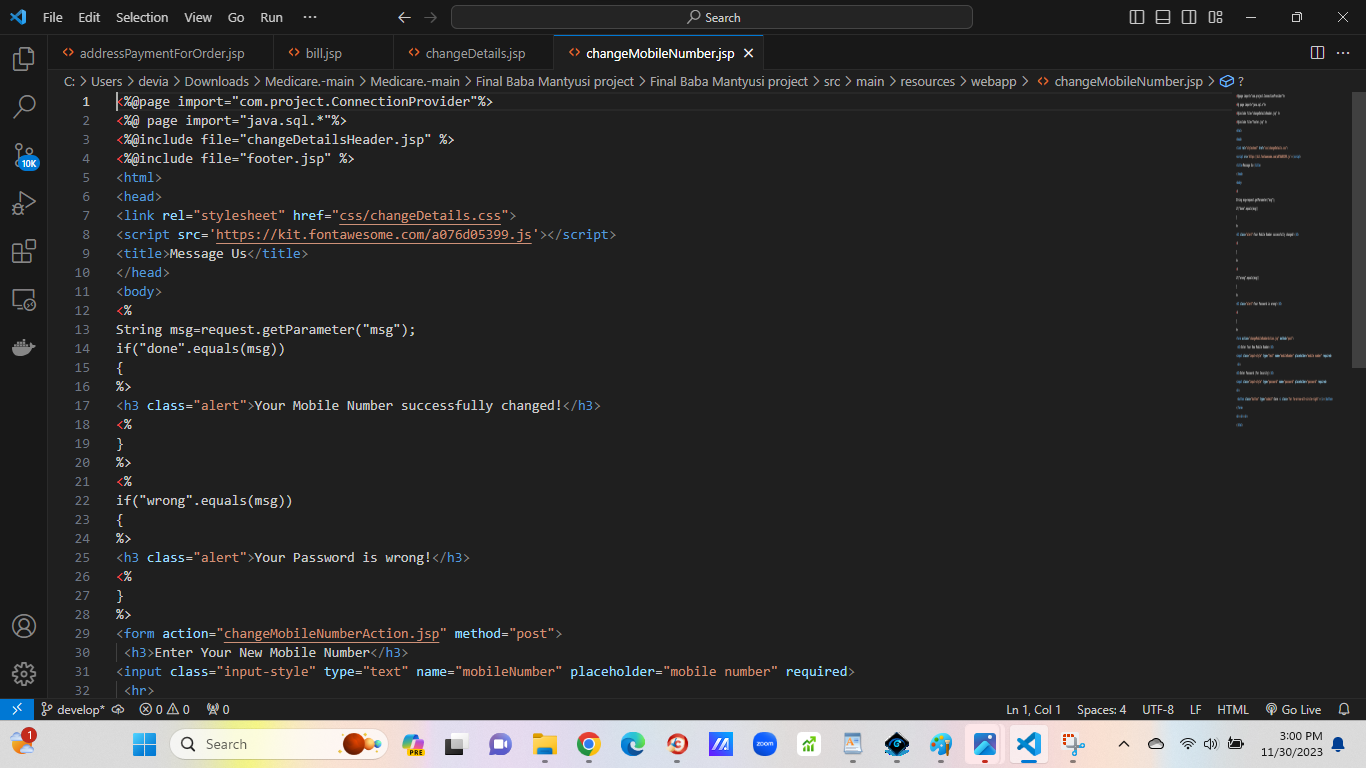 File Edit Selection View Go Run ··· Search
addressPaymentForOrder.jsp bill.jsp changeDetails.jsp changeMobileNumber.jsp
C: > Users > devia > Downloads > Medicare.-main > Medicare.-main > Final Baba Mantyusi project > Final Baba Mantyusi project > src > main > resources > webapp > changeMobileNumber.jsp > ?
1 <%@page import="com.project.ConnectionProvider"%>
2 <%@ page import="java.sql.*"%>
3 <%@include file="changeDetailsHeader.jsp" %>
4 <%@include file="footer.jsp" %>
5 <html>
6 <head>
7 <link rel="stylesheet" href="css/changeDetails.css">
8 <script src='https://kit.fontawesome.com/a076d05399.js'></script>
9 <title>Message Us</title>
10 </head>
11 <body>
12 <%
13 String msg=request.getParameter("msg");
14 if("done".equals(msg))
15 {
16 %>
17 <h3 class="alert">Your Mobile Number successfully changed!</h3>
18 <%
19 }
20 %>
21 <%
22 if("wrong".equals(msg))
23 {
24 %>
25 <h3 class="alert">Your Password is wrong!</h3>
26 <%
27 }
28 %>
29 <form action="changeMobileNumberAction.jsp" method="post">
30 <h3>Enter Your New Mobile Number</h3>
31 <input class="input-style" type="text" name="mobileNumber" placeholder="mobile number" required>
32 <hr>
10K
develop* 0 0 0 Ln 1, Col 1 Spaces: 4 UTF-8 LF HTML Go Live
1 Search PRE zoom 3:00 PM
11/30/2023